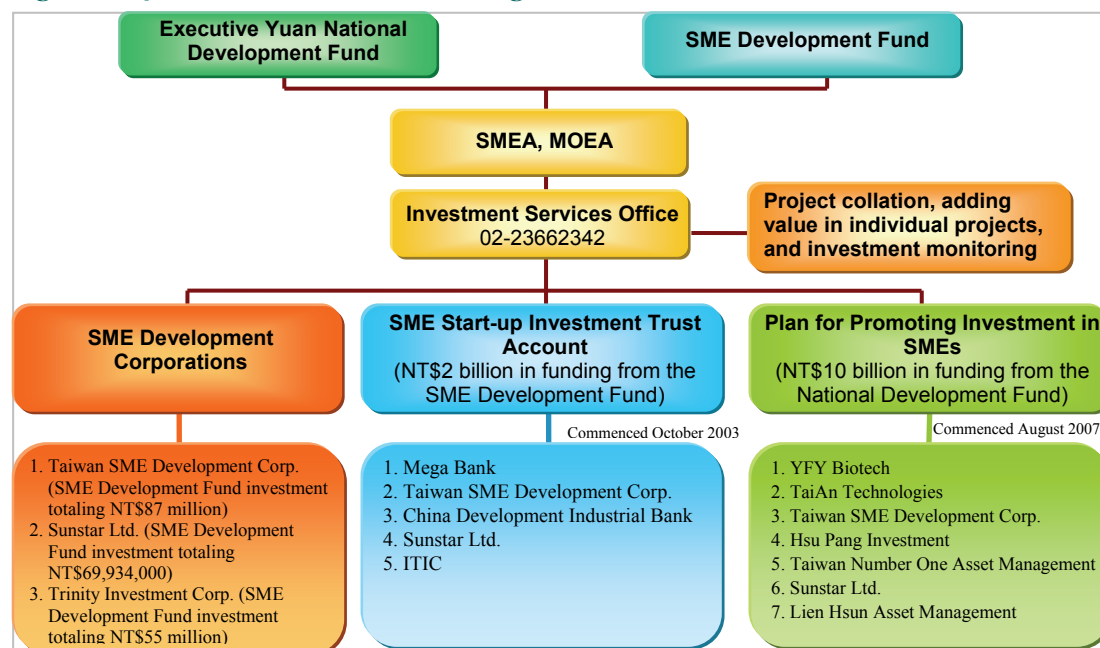 Executive Yuan National
Development Fund
SME Development Fund
SMEA, MOEA
Investment Services Office
02-23662342
Project collation, adding
value in individual projects,
and investment monitoring
SME Development
Corporations
SME Start-up Investment Trust
Account
(NT$2 billion in funding from the
SME Development Fund)
Plan for Promoting Investment in
SMEs
(NT$10 billion in funding from the
National Development Fund)
Commenced October 2003
Commenced August 2007
1. Taiwan SME Development Corp.
(SME Development Fund investment
totaling NT$87 million)
2. Sunstar Ltd. (SME Development
Fund investment totaling
NT$69,934,000)
3. Trinity Investment Corp. (SME
Development Fund investment
totaling NT$55 million)
1. Mega Bank
2. Taiwan SME Development Corp.
3. China Development Industrial Bank
4. Sunstar Ltd.
5. ITIC
1. YFY Biotech
2. TaiAn Technologies
3. Taiwan SME Development Corp.
4. Hsu Pang Investment
5. Taiwan Number One Asset Management
6. Sunstar Ltd.
7. Lien Hsun Asset Management